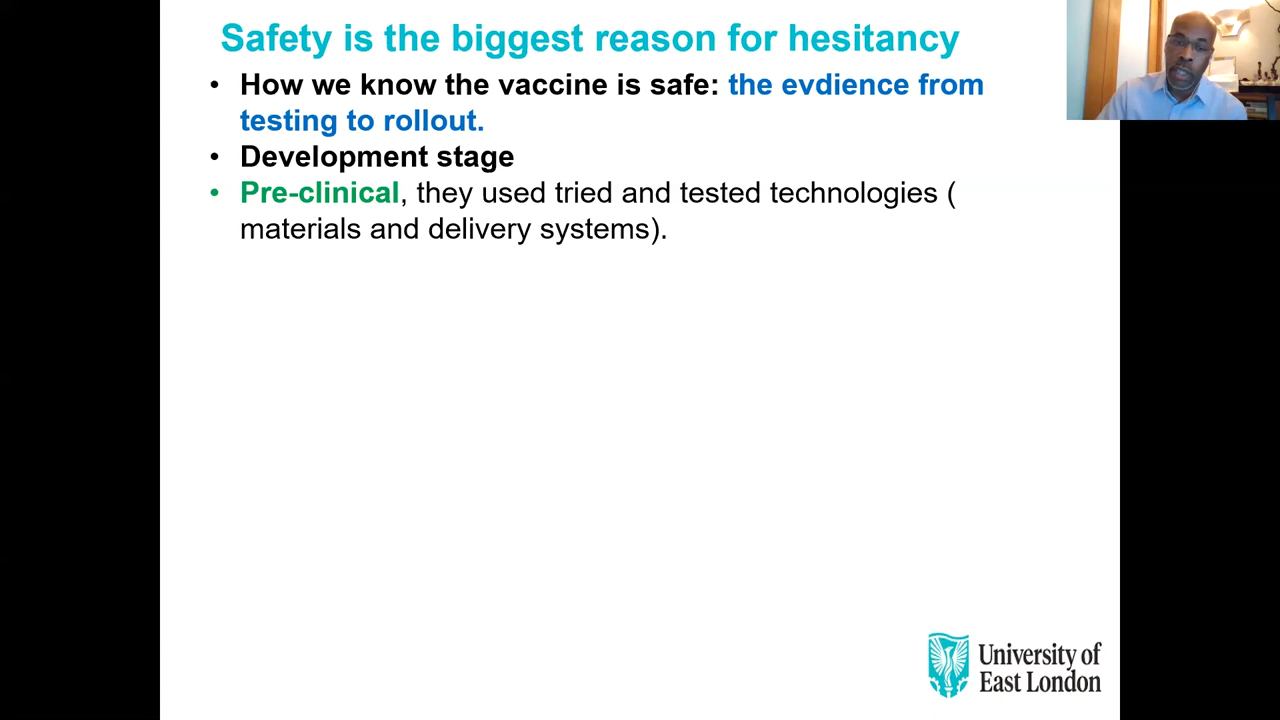 Safety is the biggest reason for hesitancy
• How we know the vaccine is safe: the evdience from
testing to rollout.
• Development stage
• Pre-clinical, they used tried and tested technologies (
materials and delivery systems).
University of
East London